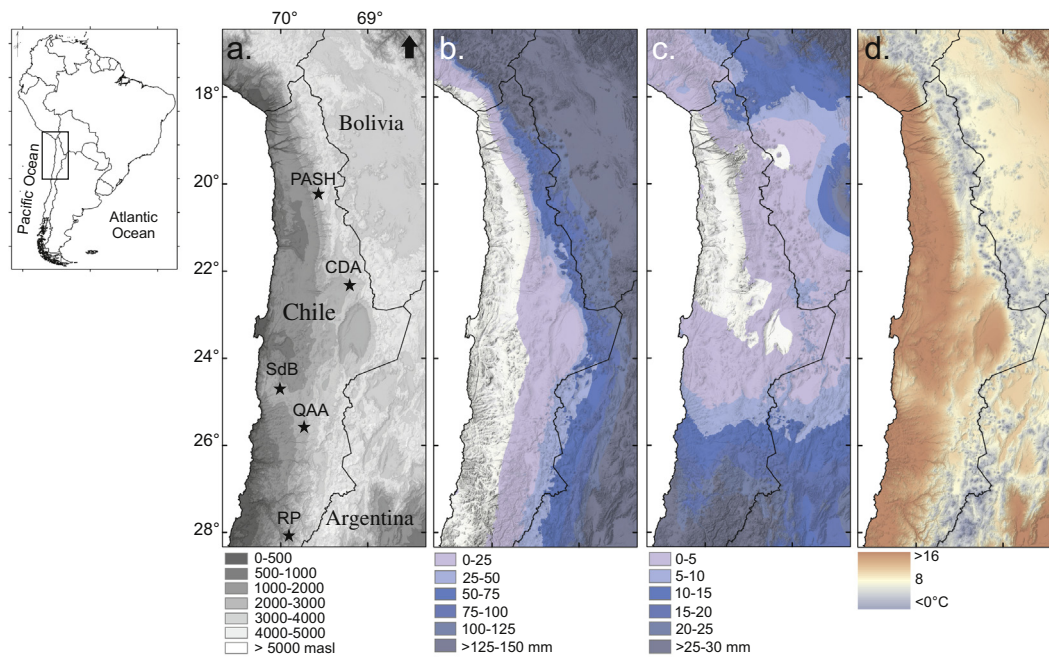 70° 69°
a.
b.
c.
d.
18°
20°
22°
24°
26°
28°
Pacific Ocean
Atlantic
Ocean
Bolivia
PASH
CDA
Chile
SdB
QAA
RP
Argentina
0-500
500-1000
1000-2000
2000-3000
3000-4000
4000-5000
> 5000 masl
0-25
25-50
50-75
75-100
100-125
>125-150 mm
0-5
5-10
10-15
15-20
20-25
>25-30 mm
>16
8
<0°C